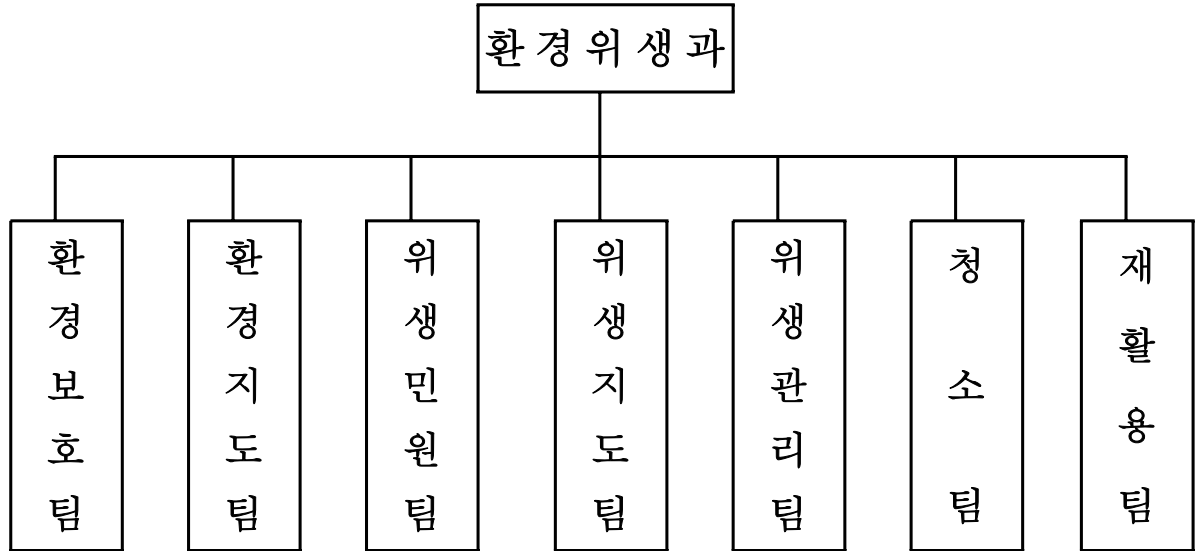 환경위생과
환경보호팀
환경지도팀
위생민원팀
위생지도팀
위생관리팀
청소팀
재활용팀